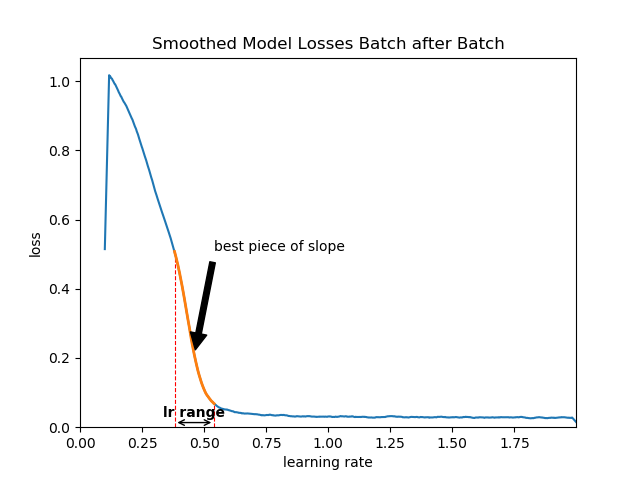 Smoothed Model Losses Batch after Batch
1.0
0.8
0.6
0.4
0.2
0.0
loss
best piece of slope
lr range
0.00 0.25 0.50 0.75 1.00 1.25 1.50 1.75
learning rate